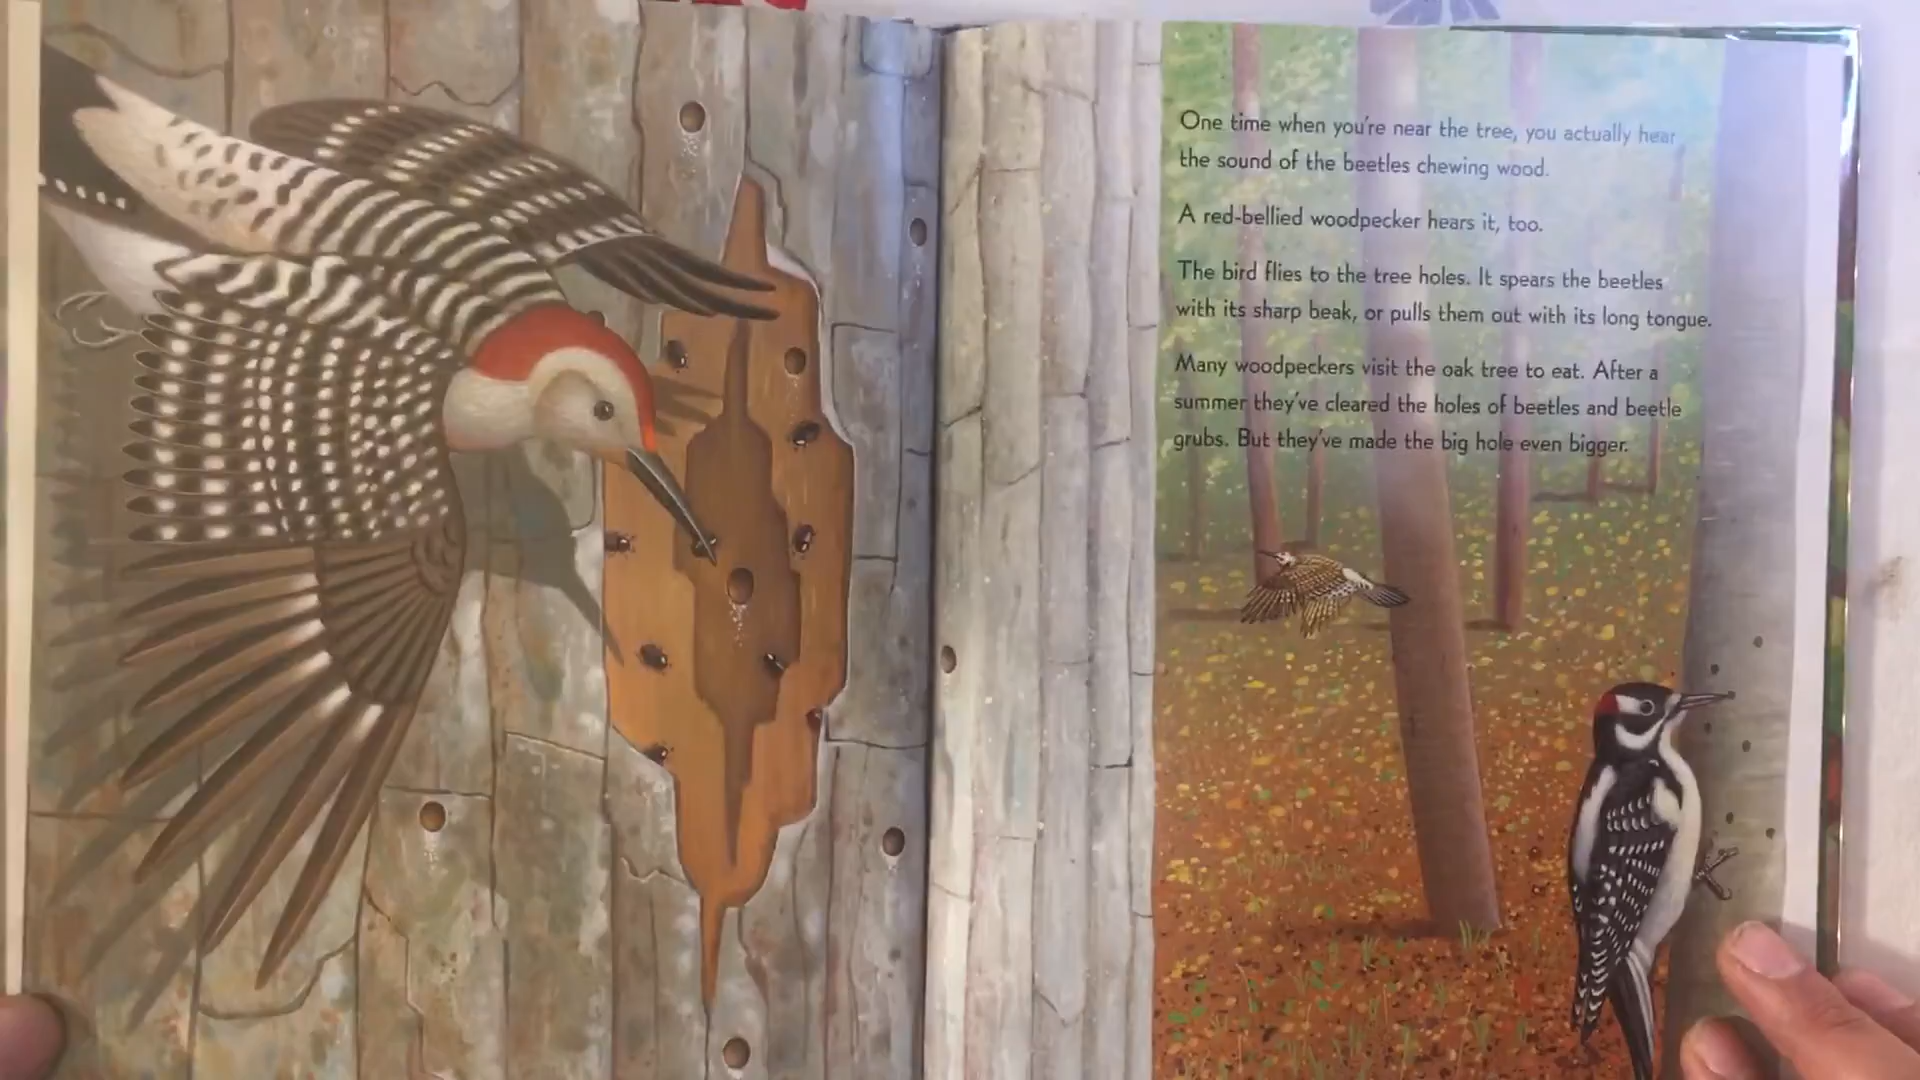 One time when you're near the tree, you actually hear
the sound of the beetles chewing wood.
A red-bellied woodpecker hears it, too.
The bird flies to the tree holes. It spears the beetles
with its sharp beak, or pulls them out with its long tongue.
Many woodpeckers visit the oak tree to eat. After a
summer they've cleared the holes of beetles and beetle
grubs. But they've made the big hole even bigger.